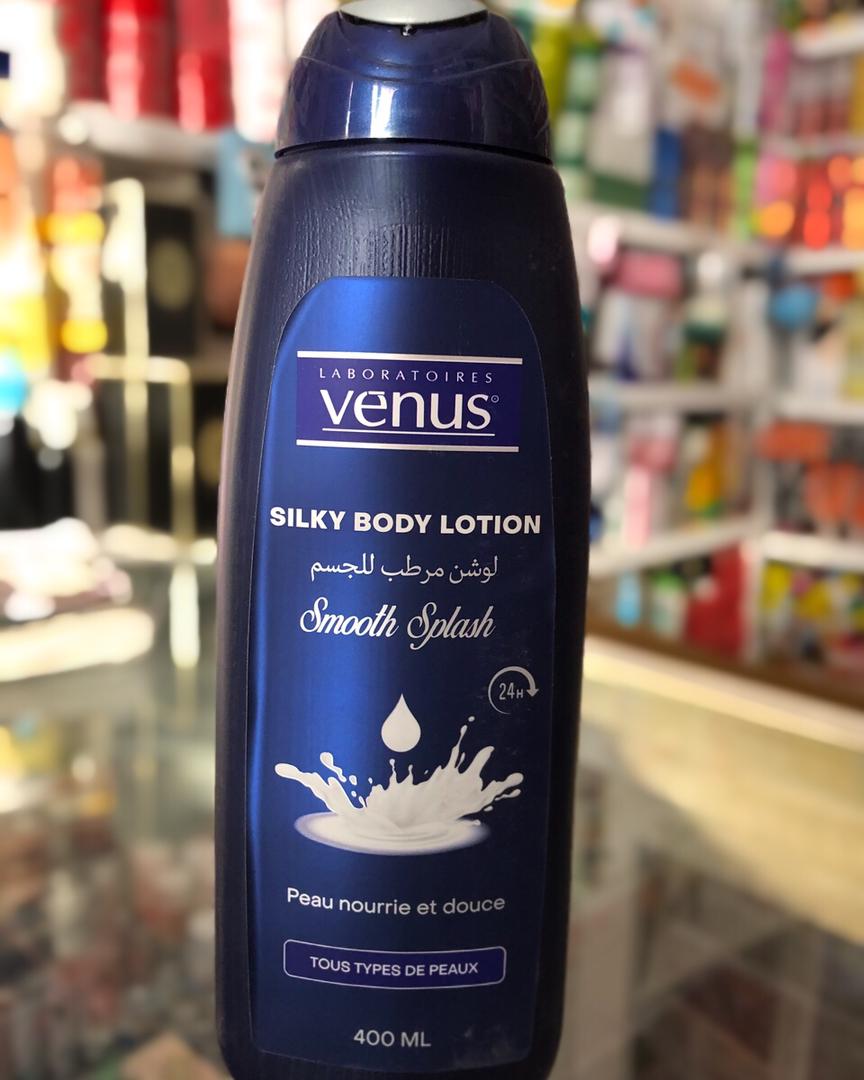 LABORATOIRES
vēnus
SILKY BODY LOTION
لوشن مرطب للجسم
Smooth Splash
24H
Peau nourrie et douce
TOUS TYPES DE PEAUX
400 ML